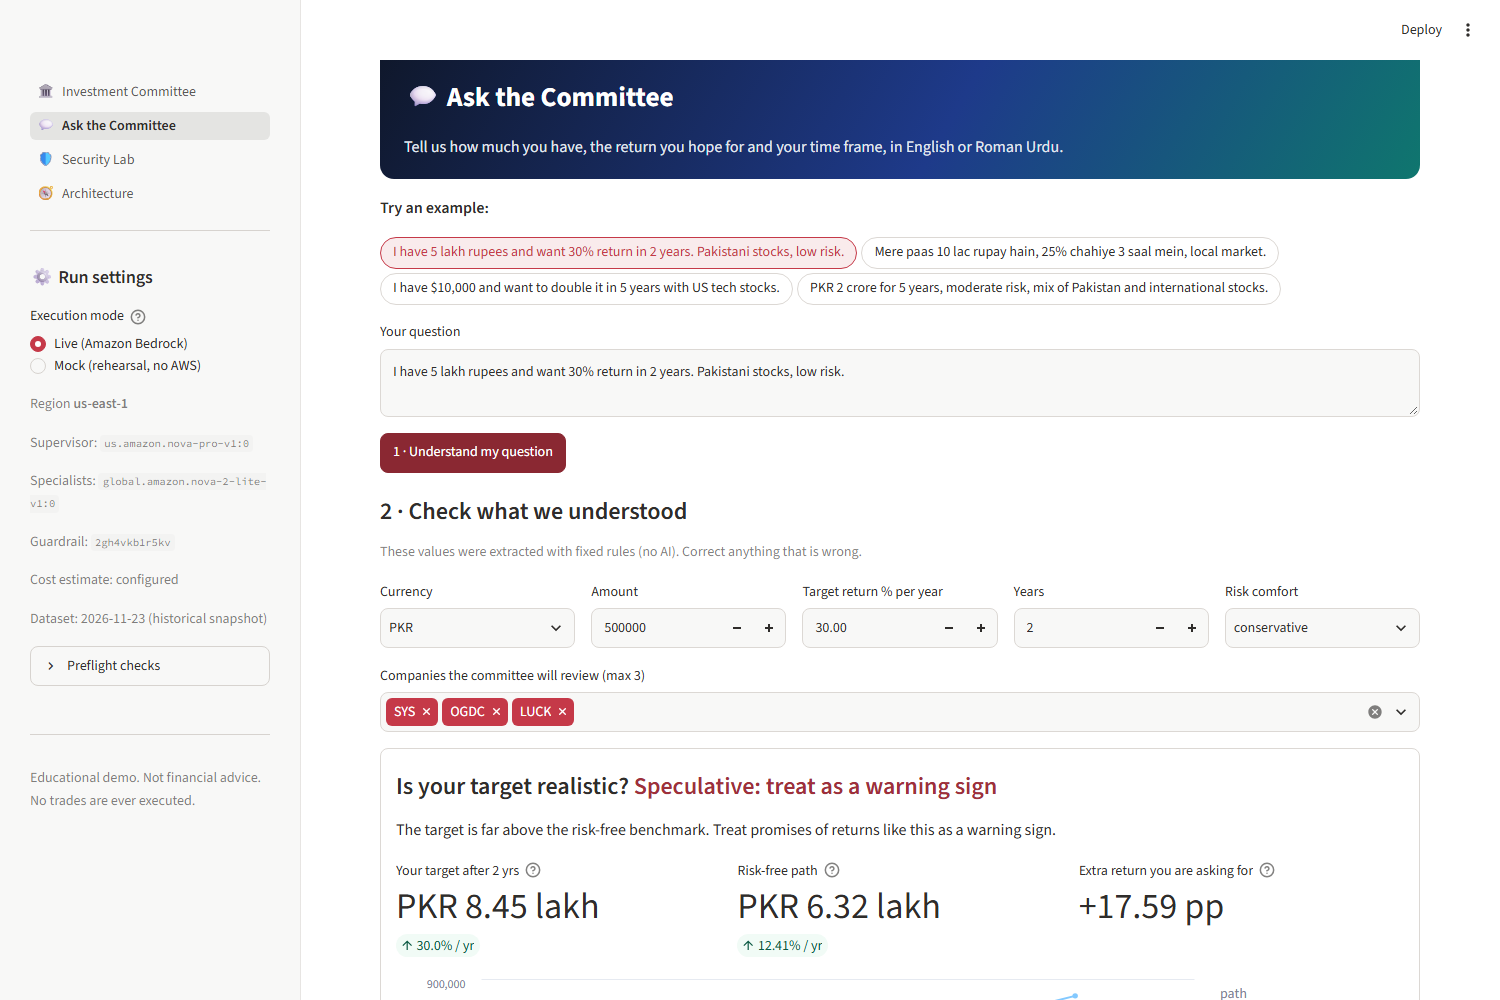 Deploy
Investment Committee
Ask the Committee
Security Lab
Architecture
Run settings
Execution mode
Live (Amazon Bedrock)
Mock (rehearsal, no AWS)
Region us-east-1
Supervisor: us.amazon.nova-pro-v1:0
Specialists: global.amazon.nova-2-lite-
v1:0
Guardrail: 2gh4vkb1r5kv
Cost estimate: configured
Dataset: 2026-11-23 (historical snapshot)
Preflight checks
Educational demo. Not financial advice.
No trades are ever executed.
Ask the Committee
Tell us how much you have, the return you hope for and your time frame, in English or Roman Urdu.
Try an example:
I have 5 lakh rupees and want 30% return in 2 years. Pakistani stocks, low risk.
Mere paas 10 lac rupay hain, 25% chahiye 3 saal mein, local market.
I have $10,000 and want to double it in 5 years with US tech stocks.
PKR 2 crore for 5 years, moderate risk, mix of Pakistan and international stocks.
Your question
I have 5 lakh rupees and want 30% return in 2 years. Pakistani stocks, low risk.
1 · Understand my question
2 · Check what we understood
These values were extracted with fixed rules (no AI). Correct anything that is wrong.
Currency Amount Target return % per year Years Risk comfort
PKR 500000 30.00 2 conservative
Companies the committee will review (max 3)
SYS OGDC LUCK
Is your target realistic? Speculative: treat as a warning sign
The target is far above the risk-free benchmark. Treat promises of returns like this as a warning sign.
Your target after 2 yrs Risk-free path Extra return you are asking for
PKR 8.45 lakh PKR 6.32 lakh +17.59 pp
↑ 30.0% / yr ↑ 12.41% / yr
900,000
path